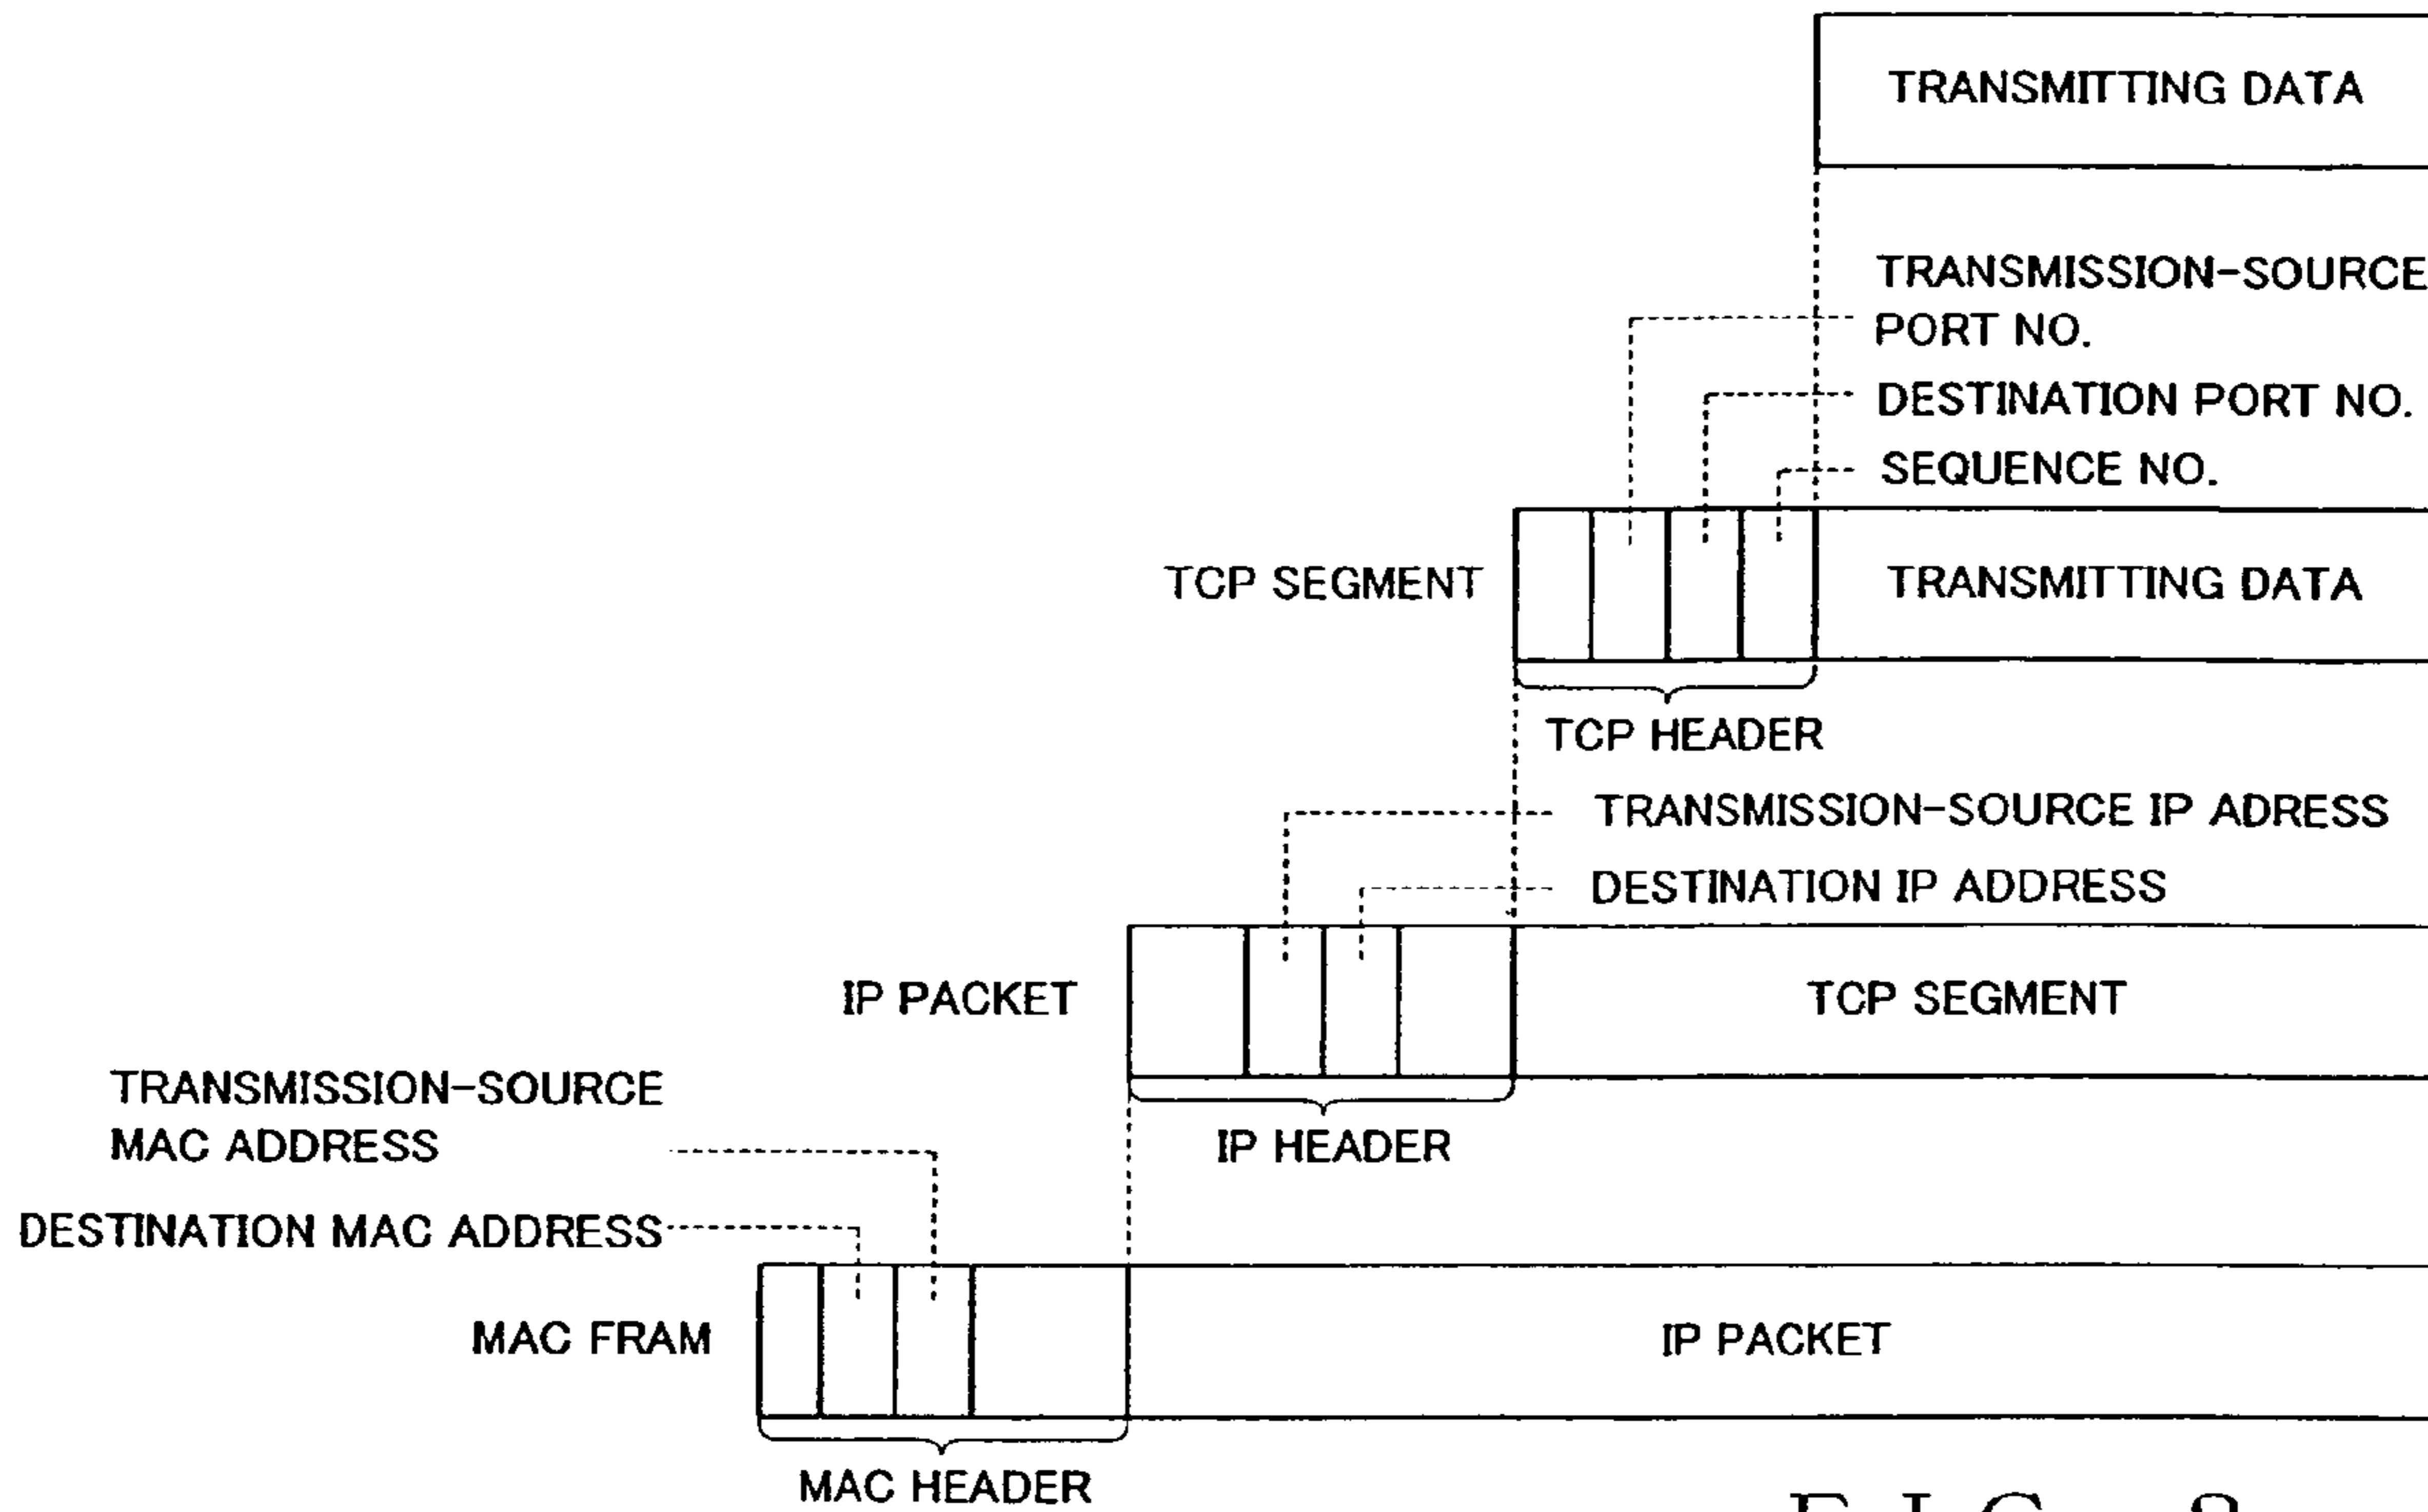 TRANSMITTING DATA
TRANSMISSION-SOURCE
PORT NO.
DESTINATION PORT NO.
SEQUENCE NO.
TCP SEGMENT
TRANSMITTING DATA
TCP HEADER
TRANSMISSION-SOURCE IP ADRESS
DESTINATION IP ADDRESS
IP PACKET
TCP SEGMENT
IP HEADER
TRANSMISSION-SOURCE
MAC ADDRESS
DESTINATION MAC ADDRESS
MAC FRAM
IP PACKET
MAC HEADER